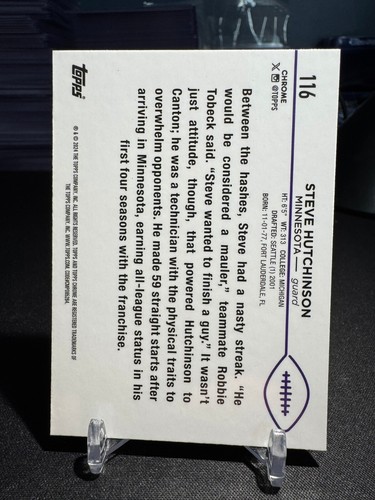 116
CHROME
@TOPPS
STEVE HUTCHINSON
MINNESOTA — guard
HT: 6'5" WT: 313 COLLEGE: MICHIGAN
DRAFTED: SEATTLE (1) 2001
BORN: 11-01-77, FORT LAUDERDALE, FL
Between the hashes, Steve had a nasty streak. "He
would be considered a mauler," teammate Robbie
Tobeck said. "Steve wanted to finish a guy." It wasn't
just attitude, though, that powered Hutchinson to
Canton; he was a technician with the physical traits to
overwhelm opponents. He made 59 straight starts after
arriving in Minnesota, earning all-league status in his
first four seasons with the franchise.
topps
® & © 2024 THE TOPPS COMPANY, INC. ALL RIGHTS RESERVED. TOPPS AND TOPPS CHROME ARE REGISTERED TRADEMARKS OF
THE TOPPS COMPANY, INC. WWW.TOPPS.COM.